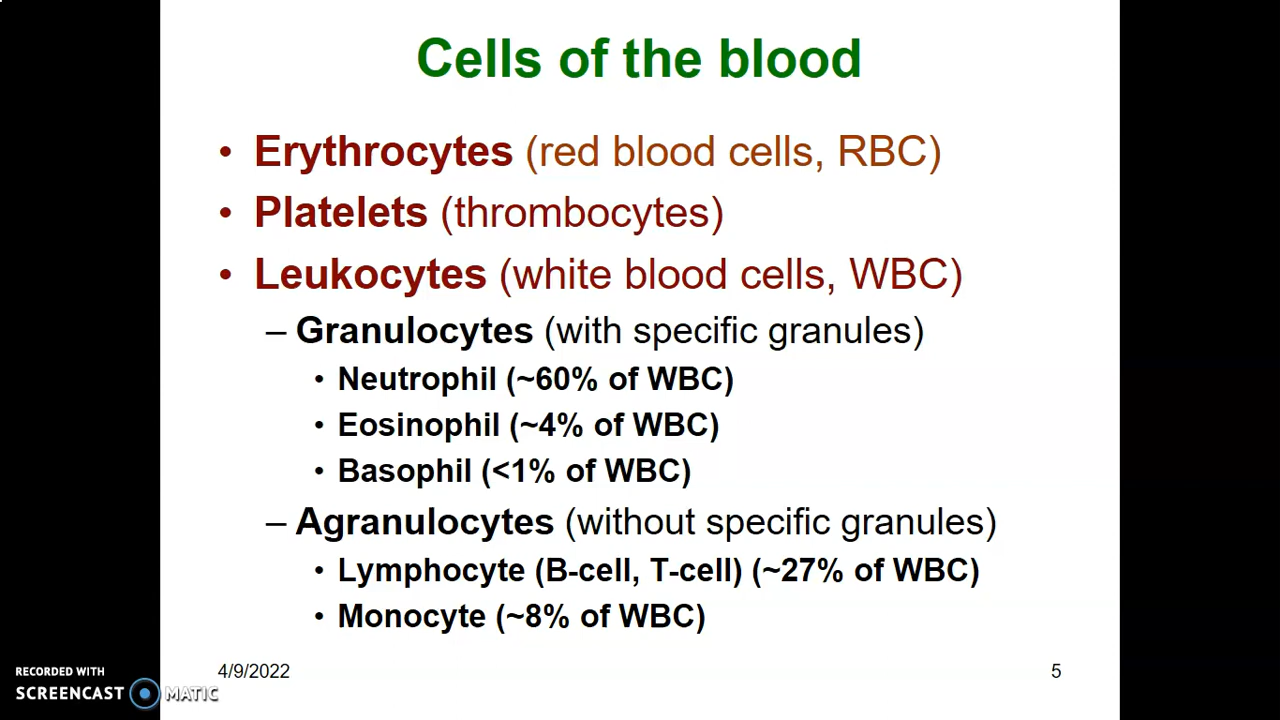 Cells of the blood
• Erythrocytes (red blood cells, RBC)
• Platelets (thrombocytes)
• Leukocytes (white blood cells, WBC)
– Granulocytes (with specific granules)
• Neutrophil (~60% of WBC)
• Eosinophil (~4% of WBC)
• Basophil (<1% of WBC)
– Agranulocytes (without specific granules)
• Lymphocyte (B-cell, T-cell) (~27% of WBC)
• Monocyte (~8% of WBC)
4/9/2022 5
RECORDED WITH
SCREENCAST MATIC